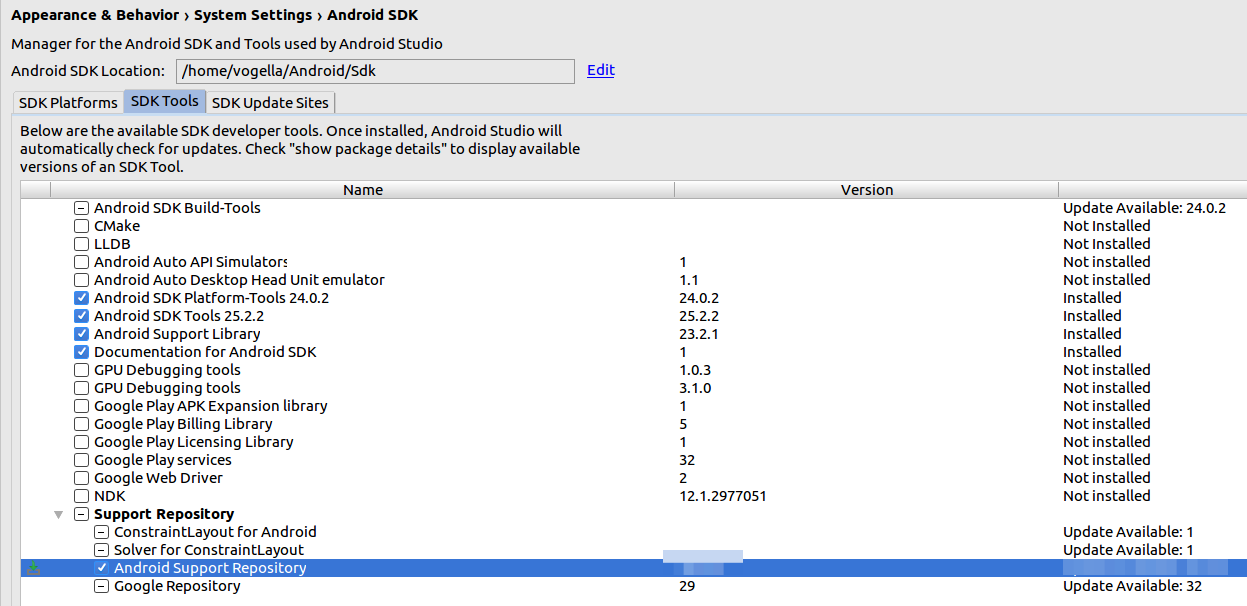 Appearance & Behavior › System Settings › Android SDK
Manager for the Android SDK and Tools used by Android Studio
Android SDK Location: /home/vogella/Android/Sdk Edit
SDK Platforms SDK Tools SDK Update Sites
Below are the available SDK developer tools. Once installed, Android Studio will
automatically check for updates. Check "show package details" to display available
versions of an SDK Tool.
Name Version
Android SDK Build-Tools Update Available: 24.0.2
CMake Not Installed
LLDB Not Installed
Android Auto API Simulators 1 Not installed
Android Auto Desktop Head Unit emulator 1.1 Not installed
Android SDK Platform-Tools 24.0.2 24.0.2 Installed
Android SDK Tools 25.2.2 25.2.2 Installed
Android Support Library 23.2.1 Installed
Documentation for Android SDK 1 Installed
GPU Debugging tools 1.0.3 Not installed
GPU Debugging tools 3.1.0 Not installed
Google Play APK Expansion library 1 Not installed
Google Play Billing Library 5 Not installed
Google Play Licensing Library 1 Not installed
Google Play services 32 Not installed
Google Web Driver 2 Not installed
NDK 12.1.2977051 Not installed
Support Repository
ConstraintLayout for Android Update Available: 1
Solver for ConstraintLayout Update Available: 1
Android Support Repository
Google Repository 29 Update Available: 32